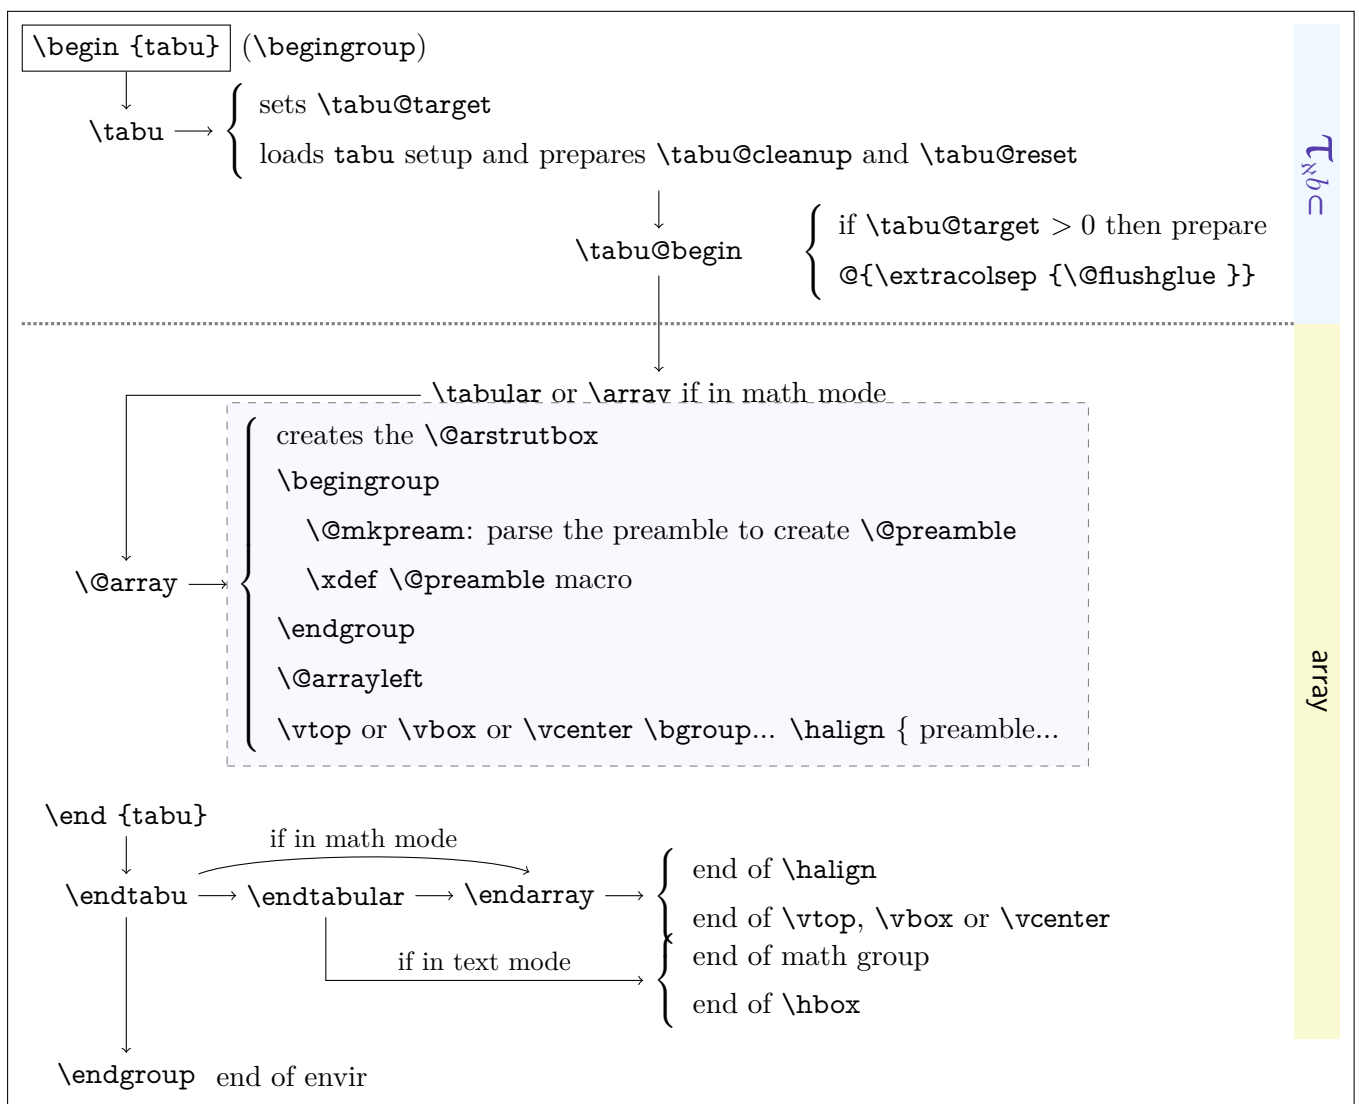 \begin {tabu} (\begingroup)
\tabu
sets \tabu@target
loads tabu setup and prepares \tabu@cleanup and \tabu@reset
\tabu@begin
if \tabu@target > 0 then prepare
@{\extracolsep {\@flushglue }}
\tabular or \array if in math mode
creates the \@arstrutbox
\begingroup
\@mkpream: parse the preamble to create \@preamble
\@array
\xdef \@preamble macro
\endgroup
\@arrayleft
\vtop or \vbox or \vcenter \bgroup... \halign { preamble...
array
\end {tabu}
if in math mode
\endtabu
\endtabular
\endarray
end of \halign
end of \vtop, \vbox or \vcenter
if in text mode
end of math group
end of \hbox
\endgroup end of envir